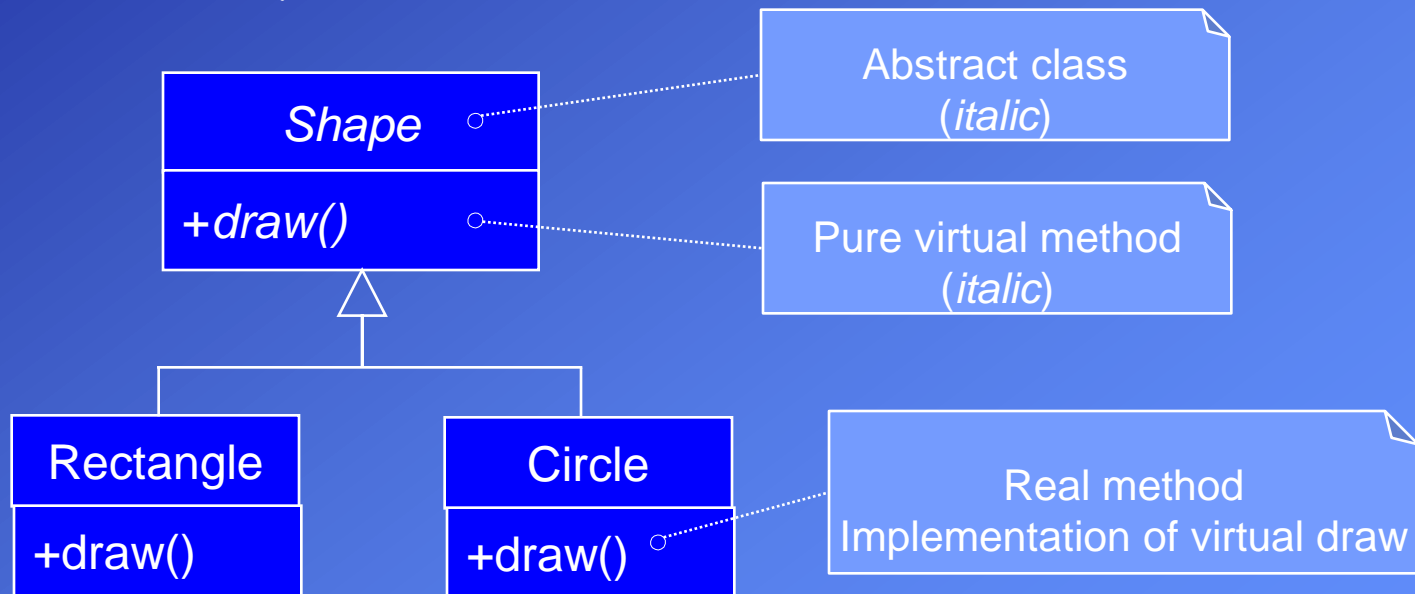 Shape
Abstract class
(italic)
+draw()
Pure virtual method
(italic)
Rectangle
Circle
Real method
Implementation of virtual draw
+draw()
+draw()